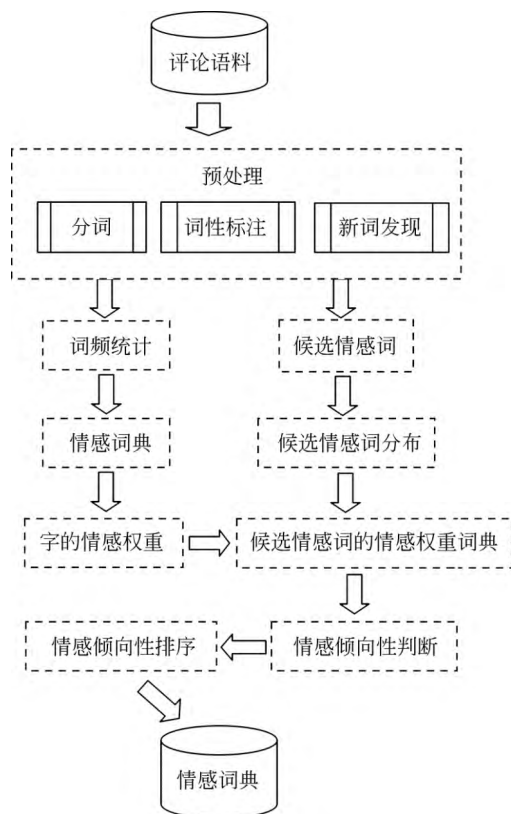 评论语料
预处理
分词
词性标注
新词发现
词频统计
候选情感词
情感词典
候选情感词分布
字的情感权重
候选情感词的情感权重词典
情感倾向性排序
情感倾向性判断
情感词典